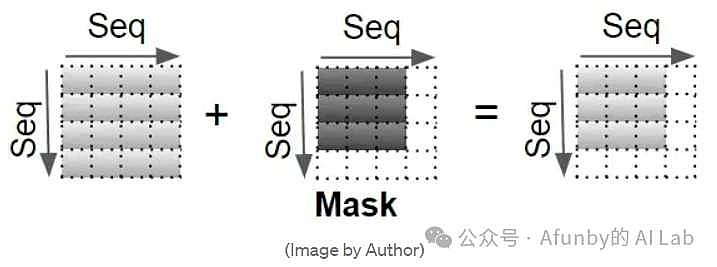 Seq Seq Seq
Seq + Seq = Seq
Mask
公众号 · Afunby的 AI Lab
(Image by Author)